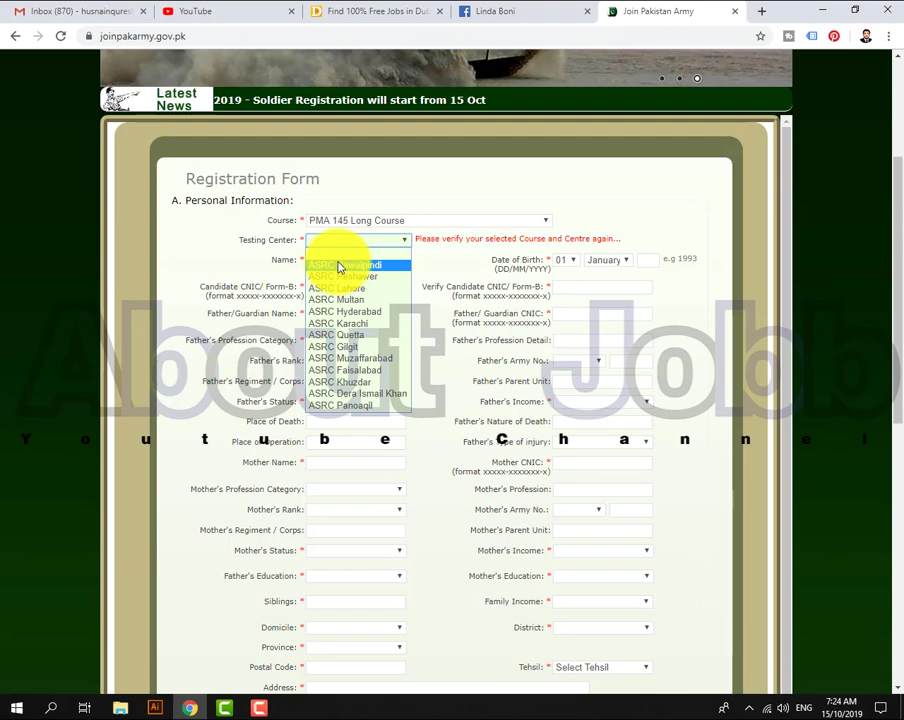 Inbox (870) - husnainqures
YouTube
Find 100% Free Jobs in Du
Linda Boni
Join Pakistan Army
joinpakarmy.gov.pk
Latest News
2019 - Soldier Registration will start from 15 Oct
Registration Form
A. Personal Information:
Course: * PMA 145 Long Course
Testing Center: * Please verify your selected Course and Centre again...
Name: * Date of Birth: * 01 January e.g 1993
(DD/MM/YYYY)
ASRC Rawalpindi
ASRC Peshawer
ASRC Lahore
ASRC Multan
ASRC Hyderabad
ASRC Karachi
ASRC Quetta
ASRC Gilgit
ASRC Muzaffarabad
ASRC Faisalabad
ASRC Khuzdar
ASRC Dera Ismail Khan
ASRC Panoaqil
Candidate CNIC/ Form-B: * Verify Candidate CNIC/ Form-B: *
(format xxxxx-xxxxxxx-x) (format xxxxx-xxxxxxx-x)
Father/Guardian Name: * Father/ Guardian CNIC: *
(format xxxxx-xxxxxxx-x)
Father's Profession Category: * Father's Profession Detail:
Father's Rank: Father's Army No.:
Father's Regiment / Corps: Father's Parent Unit:
Father's Status: * Father's Income: *
Place of Death: Father's Nature of Death:
Place of Operation: Father's Type of injury:
About Jobb
Youtube Channel
Mother Name: * Mother CNIC: *
(format xxxxx-xxxxxxx-x)
Mother's Profession Category: Mother's Profession:
Mother's Rank: * Mother's Army No.: *
Mother's Regiment / Corps: Mother's Parent Unit:
Mother's Status: * Mother's Income: *
Father's Education: * Mother's Education: *
Siblings: * Family Income: *
Domicile: * District: *
Province: *
Postal Code: * Tehsil: * Select Tehsil
Address: *
ENG
7:24 AM
15/10/2019